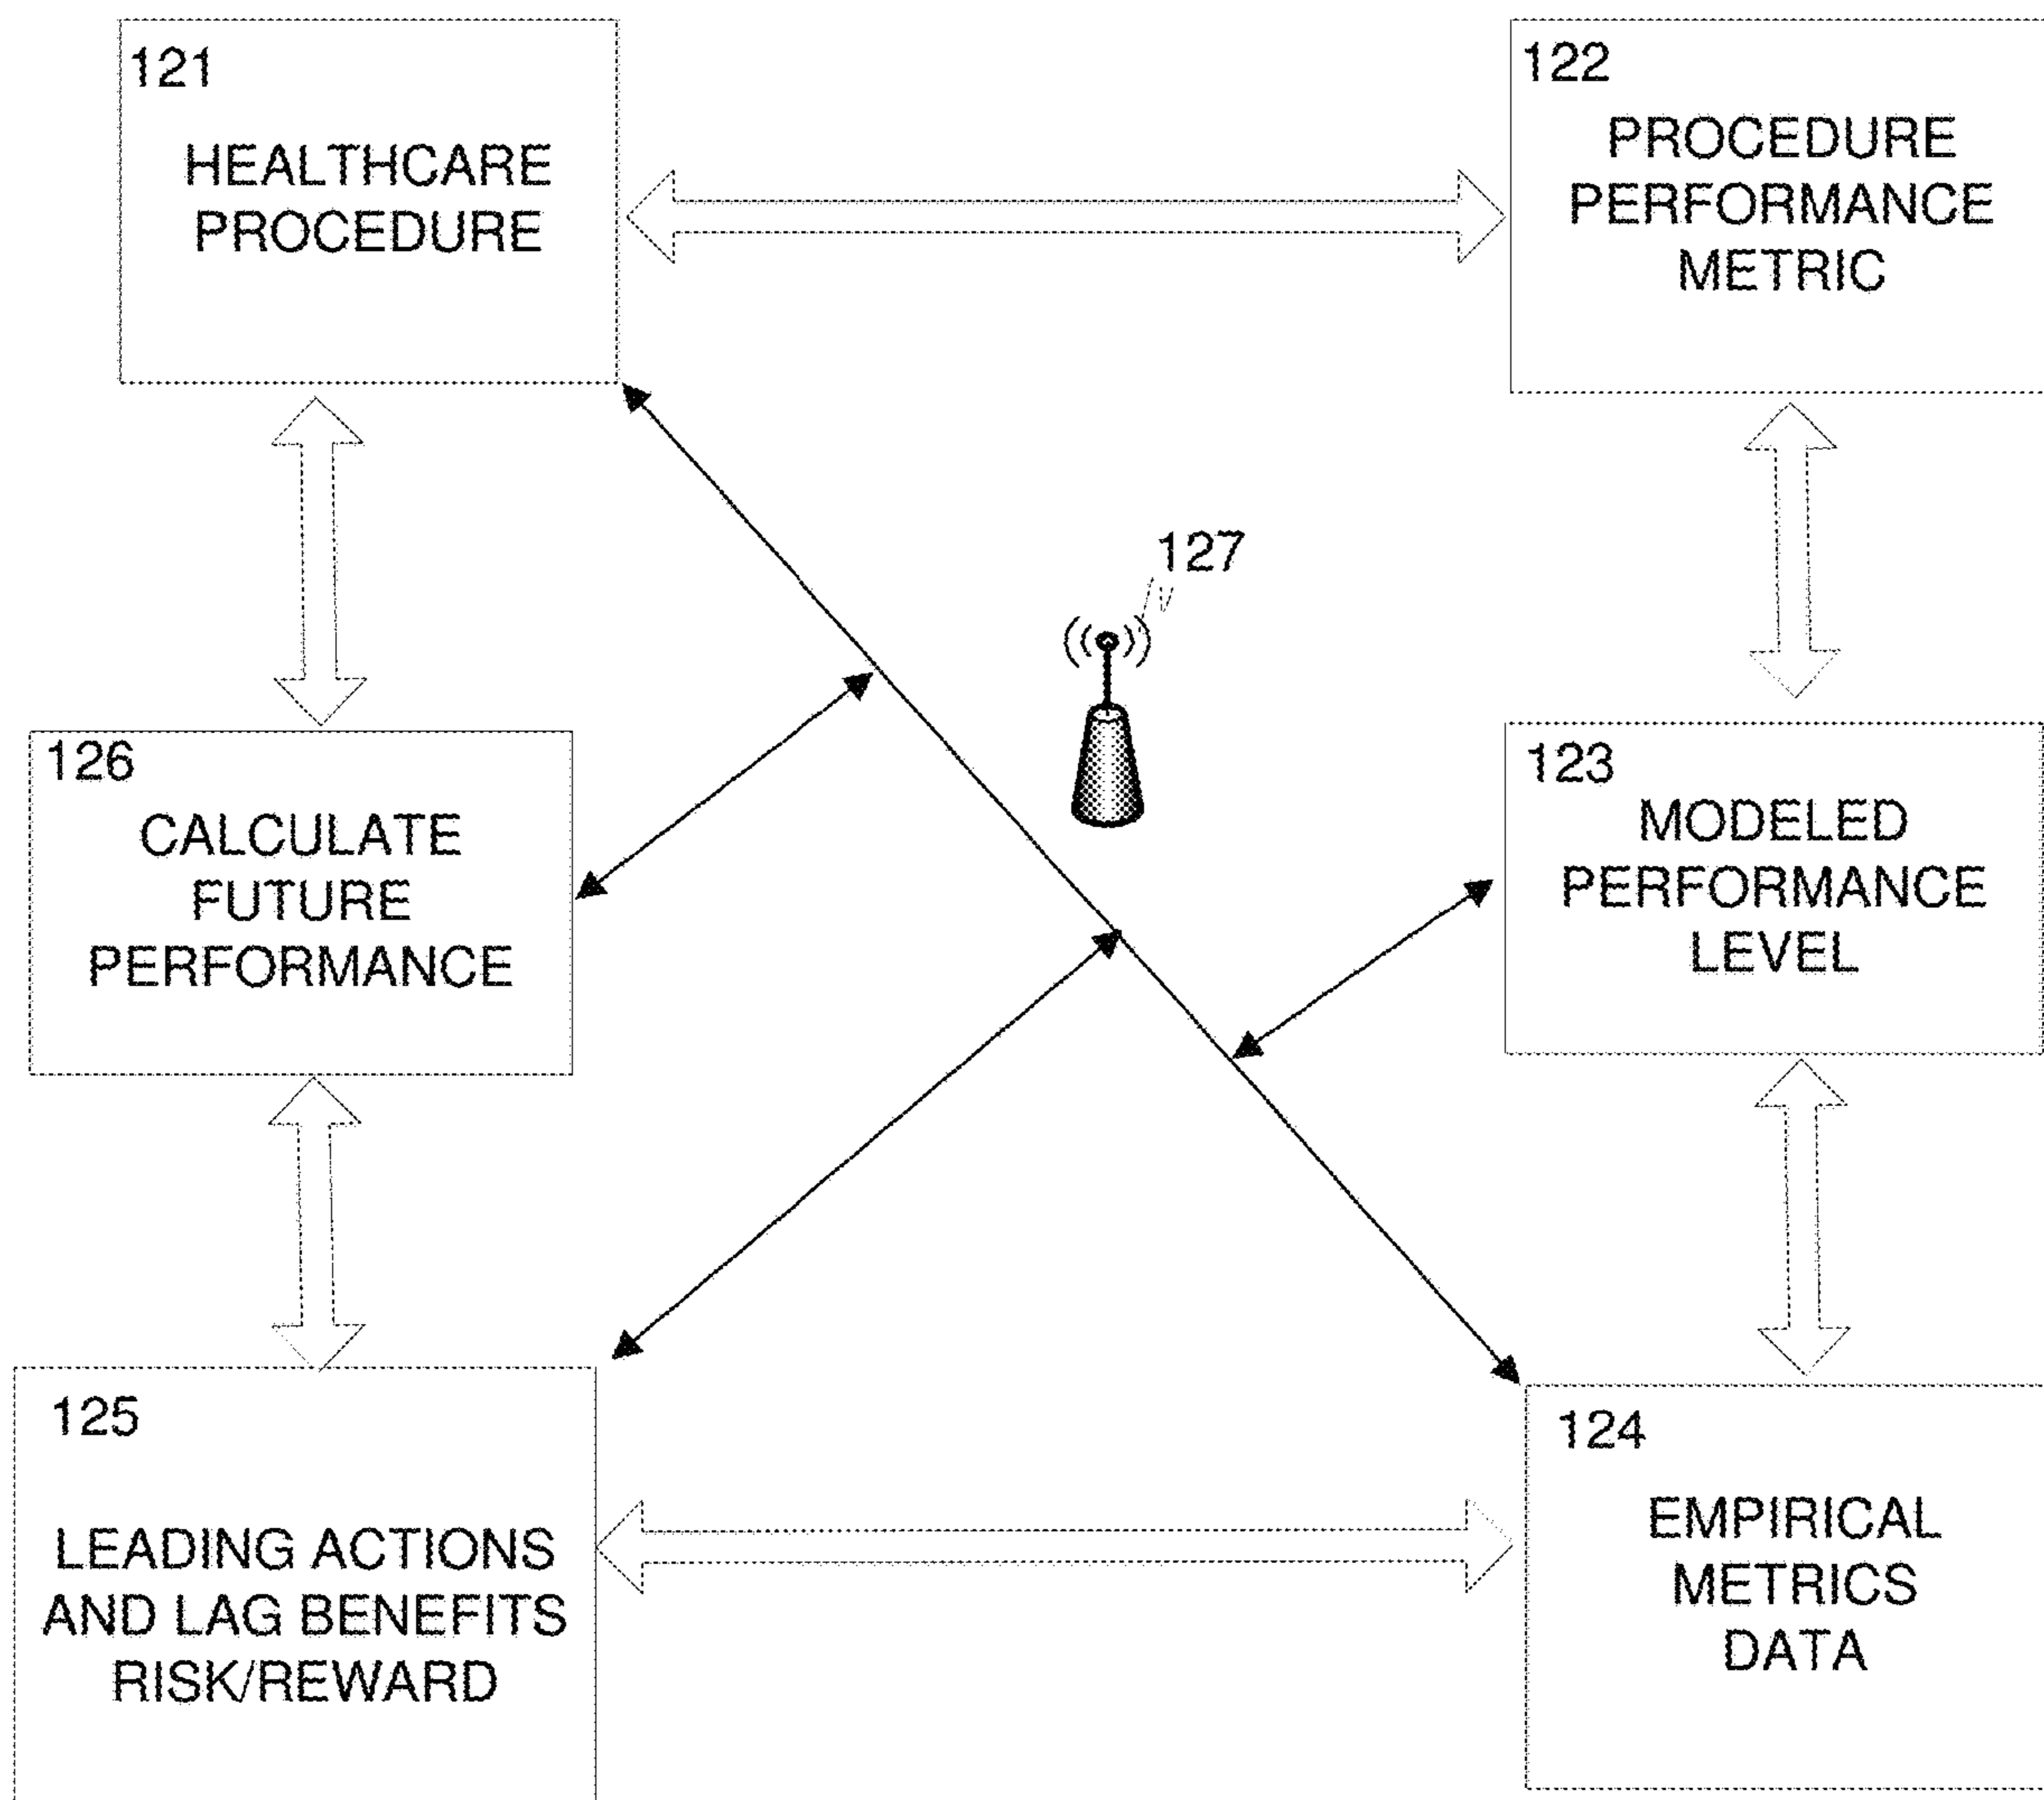 121
HEALTHCARE
PROCEDURE
122
PROCEDURE
PERFORMANCE
METRIC
127
126
CALCULATE
FUTURE
PERFORMANCE
123
MODELED
PERFORMANCE
LEVEL
125
LEADING ACTIONS
AND LAG BENEFITS
RISK/REWARD
124
EMPIRICAL
METRICS
DATA